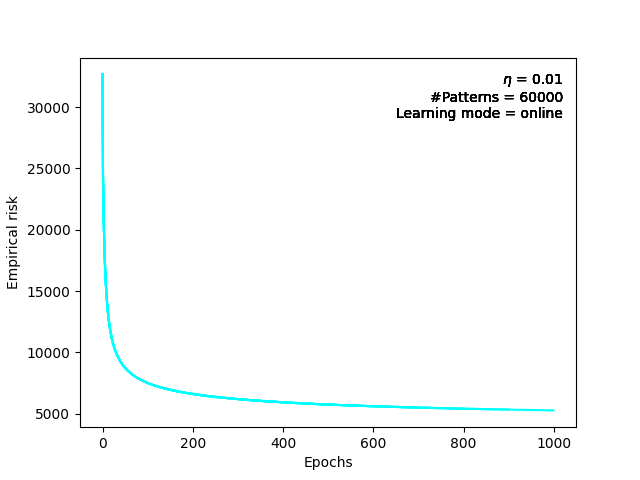 η = 0.01
#Patterns = 60000
Learning mode = online
Empirical risk
30000
25000
20000
15000
10000
5000
0 200 400 600 800 1000
Epochs